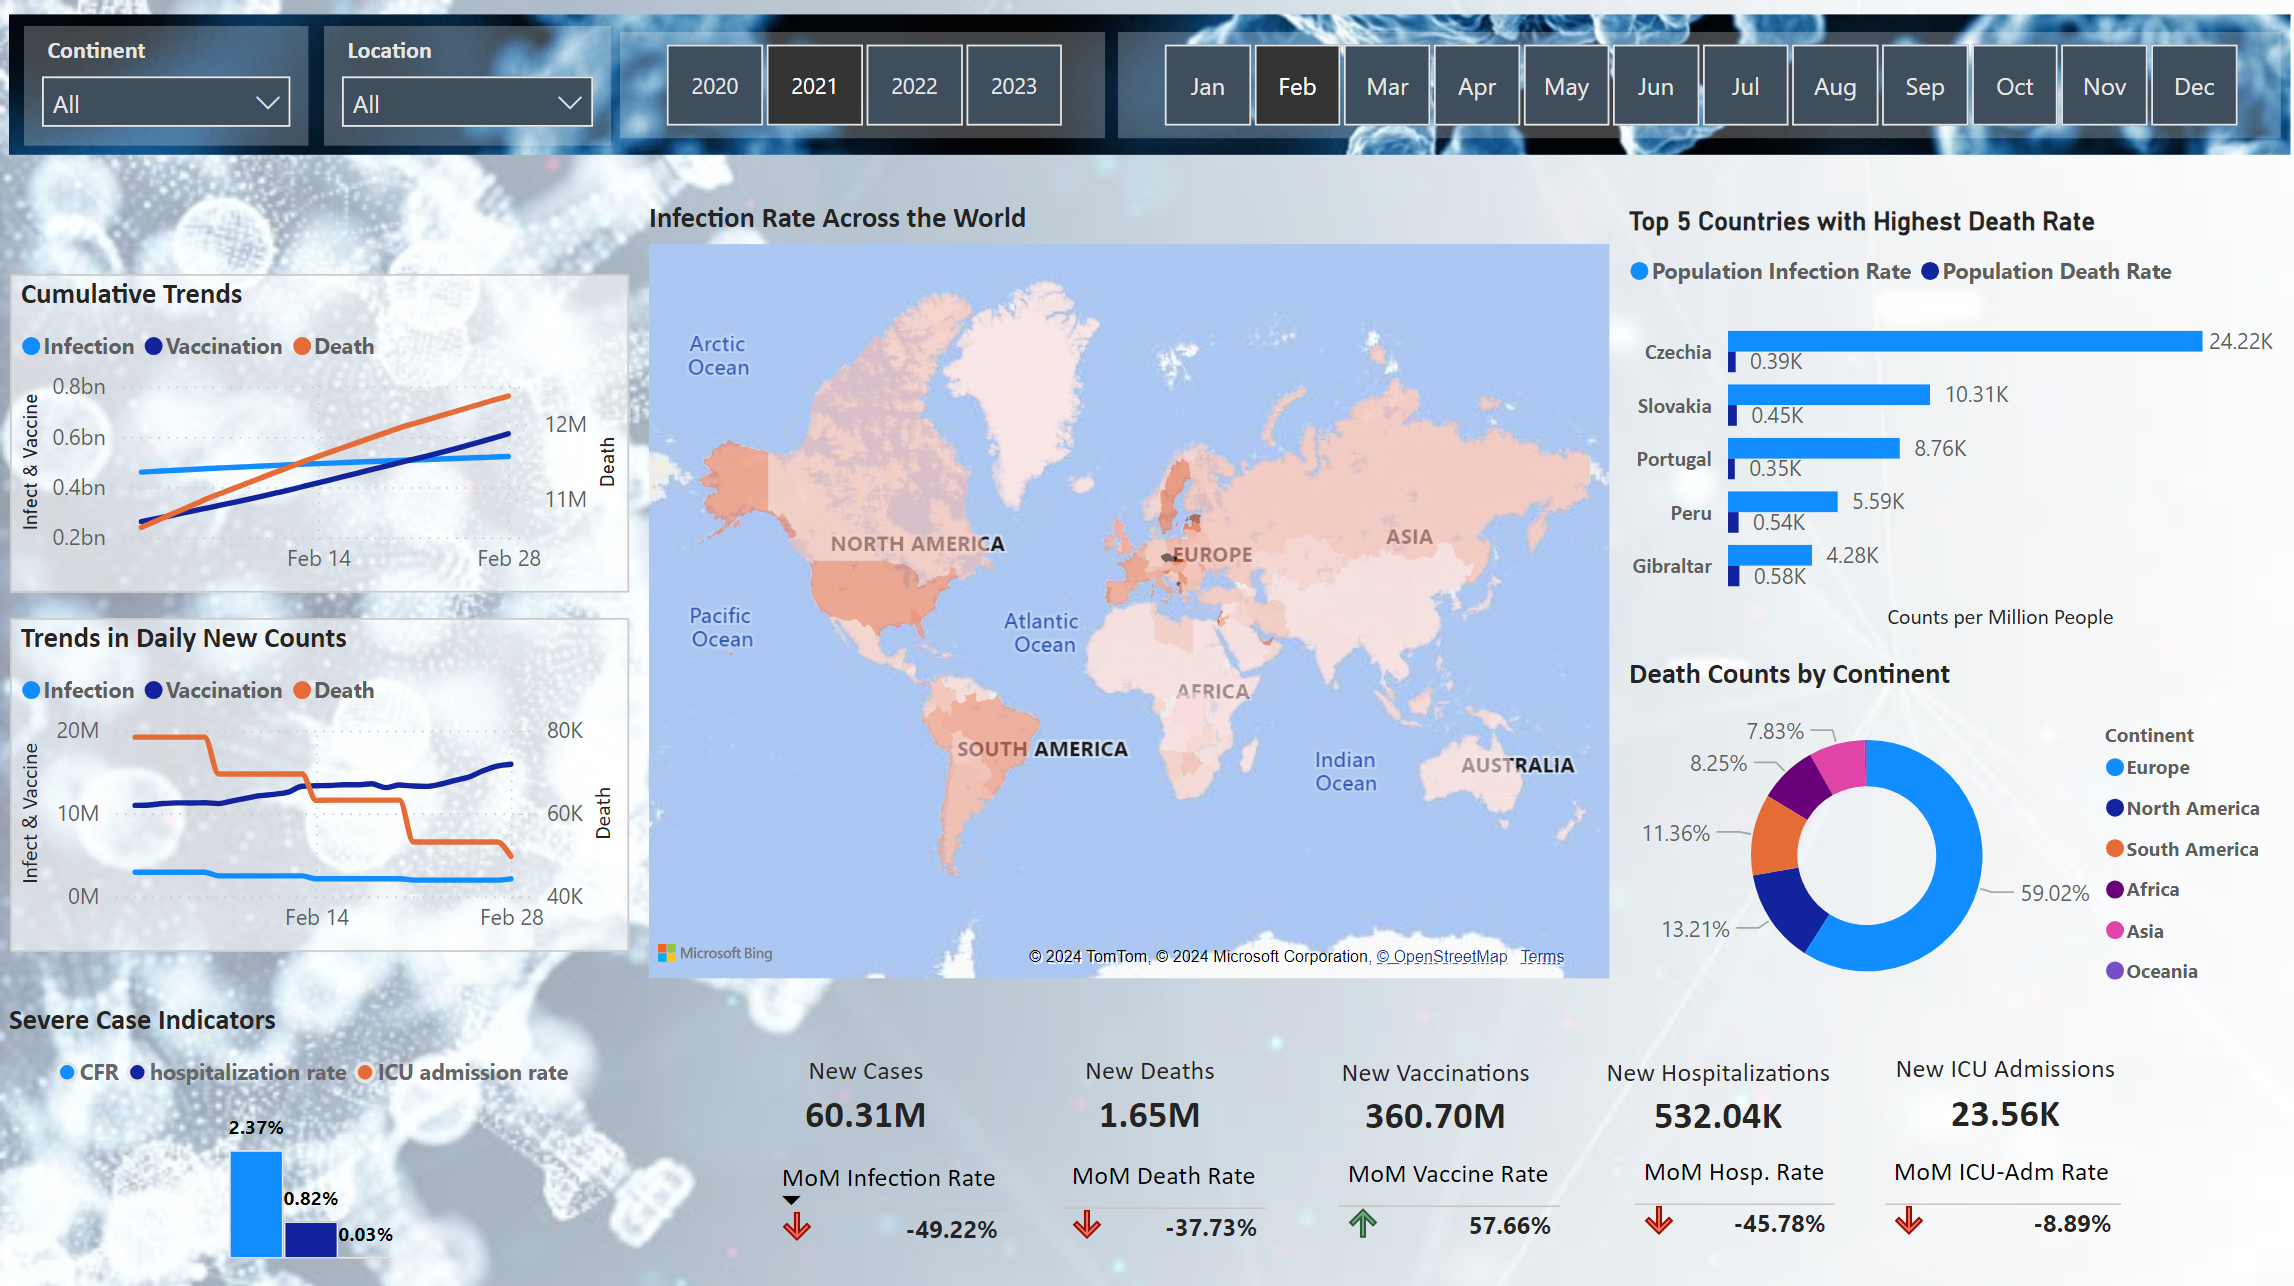 Continent
All
Location
All
2020 2021 2022 2023
Jan Feb Mar Apr May Jun Jul Aug Sep Oct Nov Dec
Cumulative Trends
Infection Vaccination Death
Infect & Vaccine
0.8bn
0.6bn
0.4bn
0.2bn
12M
11M
Death
Feb 14 Feb 28
Trends in Daily New Counts
Infection Vaccination Death
Infect & Vaccine
20M
10M
0M
80K
60K
40K
Death
Feb 14 Feb 28
Severe Case Indicators
CFR hospitalization rate ICU admission rate
2.37%
0.82%
0.03%
Infection Rate Across the World
Arctic
Ocean
NORTH AMERICA
EUROPE
ASIA
Pacific
Ocean
Atlantic
Ocean
AFRICA
SOUTH AMERICA
Indian
Ocean
AUSTRALIA
Microsoft Bing
© 2024 TomTom, © 2024 Microsoft Corporation, © OpenStreetMap Terms
Top 5 Countries with Highest Death Rate
Population Infection Rate Population Death Rate
Czechia 24.22K
0.39K
Slovakia 10.31K
0.45K
Portugal 8.76K
0.35K
Peru 5.59K
0.54K
Gibraltar 4.28K
0.58K
Counts per Million People
Death Counts by Continent
7.83%
8.25%
11.36%
13.21%
59.02%
Continent
Europe
North America
South America
Africa
Asia
Oceania
New Cases
60.31M
MoM Infection Rate
-49.22%
New Deaths
1.65M
MoM Death Rate
-37.73%
New Vaccinations
360.70M
MoM Vaccine Rate
57.66%
New Hospitalizations
532.04K
MoM Hosp. Rate
-45.78%
New ICU Admissions
23.56K
MoM ICU-Adm Rate
-8.89%